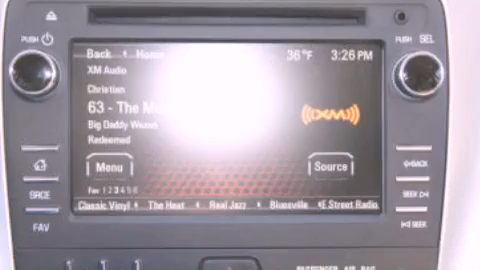 PUSH
PUSH SEL
Back Home 36°F 3:26 PM
XM Audio
Christian
63 - The
Big Daddy Weave
Redeemed
(((XM)))
Menu Source
Fav 1 2 3 4 5 6
Classic Vinyl The Heat Real Jazz Bluesville E Street Radio
BACK
SRCE SEEK
FAV SEEK
PASSENGER AIR BAG